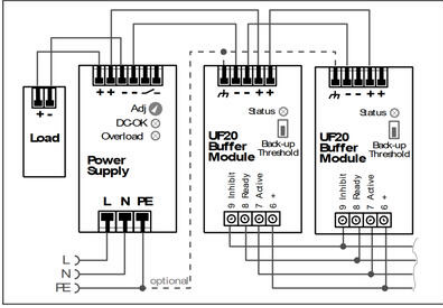 + -
Load
+ + - -
Adj
DC-OK
Overload
Power
Supply
L N PE
- - + +
Status
UF20
Buffer
Module
Back-up
Threshold
9 Inhibit
8 Ready
7 Active
6 +
- - + +
Status
UF20
Buffer
Module
Back-up
Threshold
9 Inhibit
8 Ready
7 Active
6 +
L
N
PE
optional